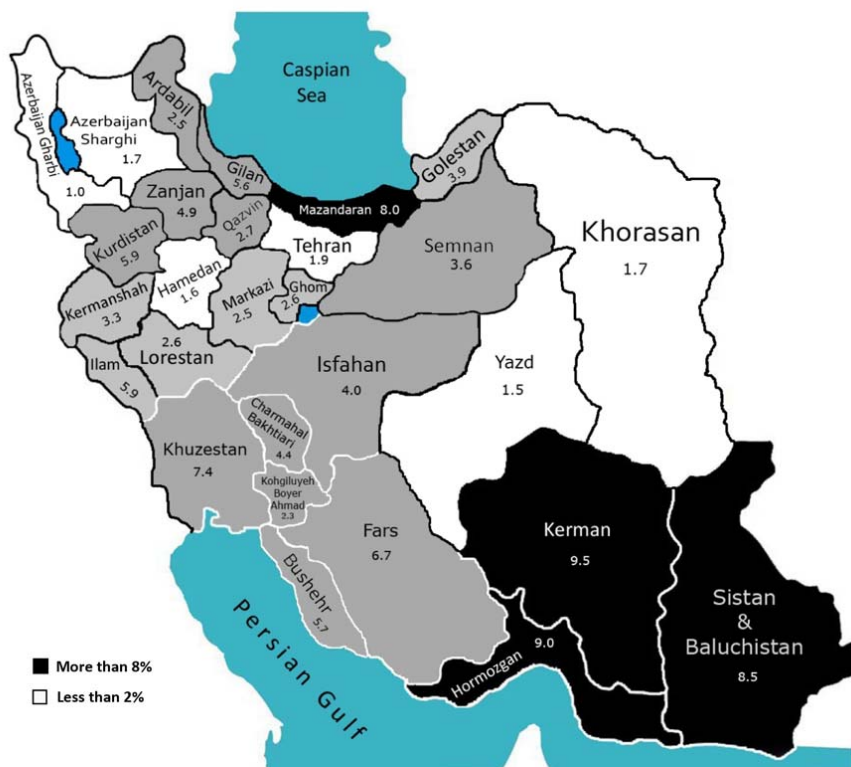 Caspian
Sea
Azerbaijan Gharbi
1.0
Azerbaijan
Sharghi
1.7
Ardabil
2.5
Gilan
5.6
Golestan
3.9
Zanjan
4.9
Mazandaran 8.0
Qazvin
2.7
Kurdistan
5.9
Tehran
1.9
Semnan
3.6
Khorasan
1.7
Hamedan
1.6
Markazi
2.5
Ghom
2.6
Kermanshah
3.3
2.6
Lorestan
Ilam
5.9
Isfahan
4.0
Yazd
1.5
Charmahal
Bakhtiari
4.4
Khuzestan
7.4
Kohgiluyeh
Boyer
Ahmad
2.3
Fars
6.7
Kerman
9.5
Bushehr
5.7
Sistan
&
Baluchistan
8.5
Hormozgan
9.0
Persian Gulf
More than 8%
Less than 2%